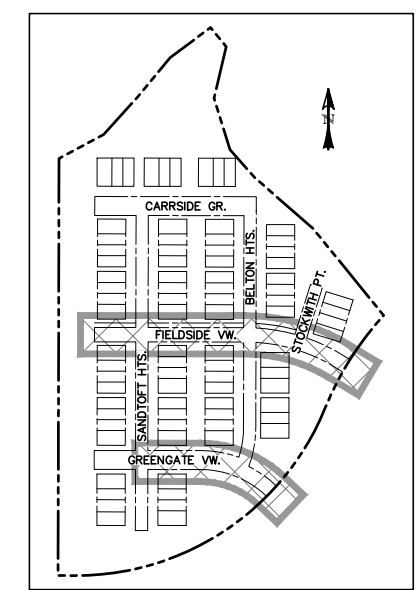 CARRSIDE GR.
BELTON HTS.
STOCKWITH PT.
FIELDSIDE VW.
SANDTOFT HTS.
GREENGATE VW.